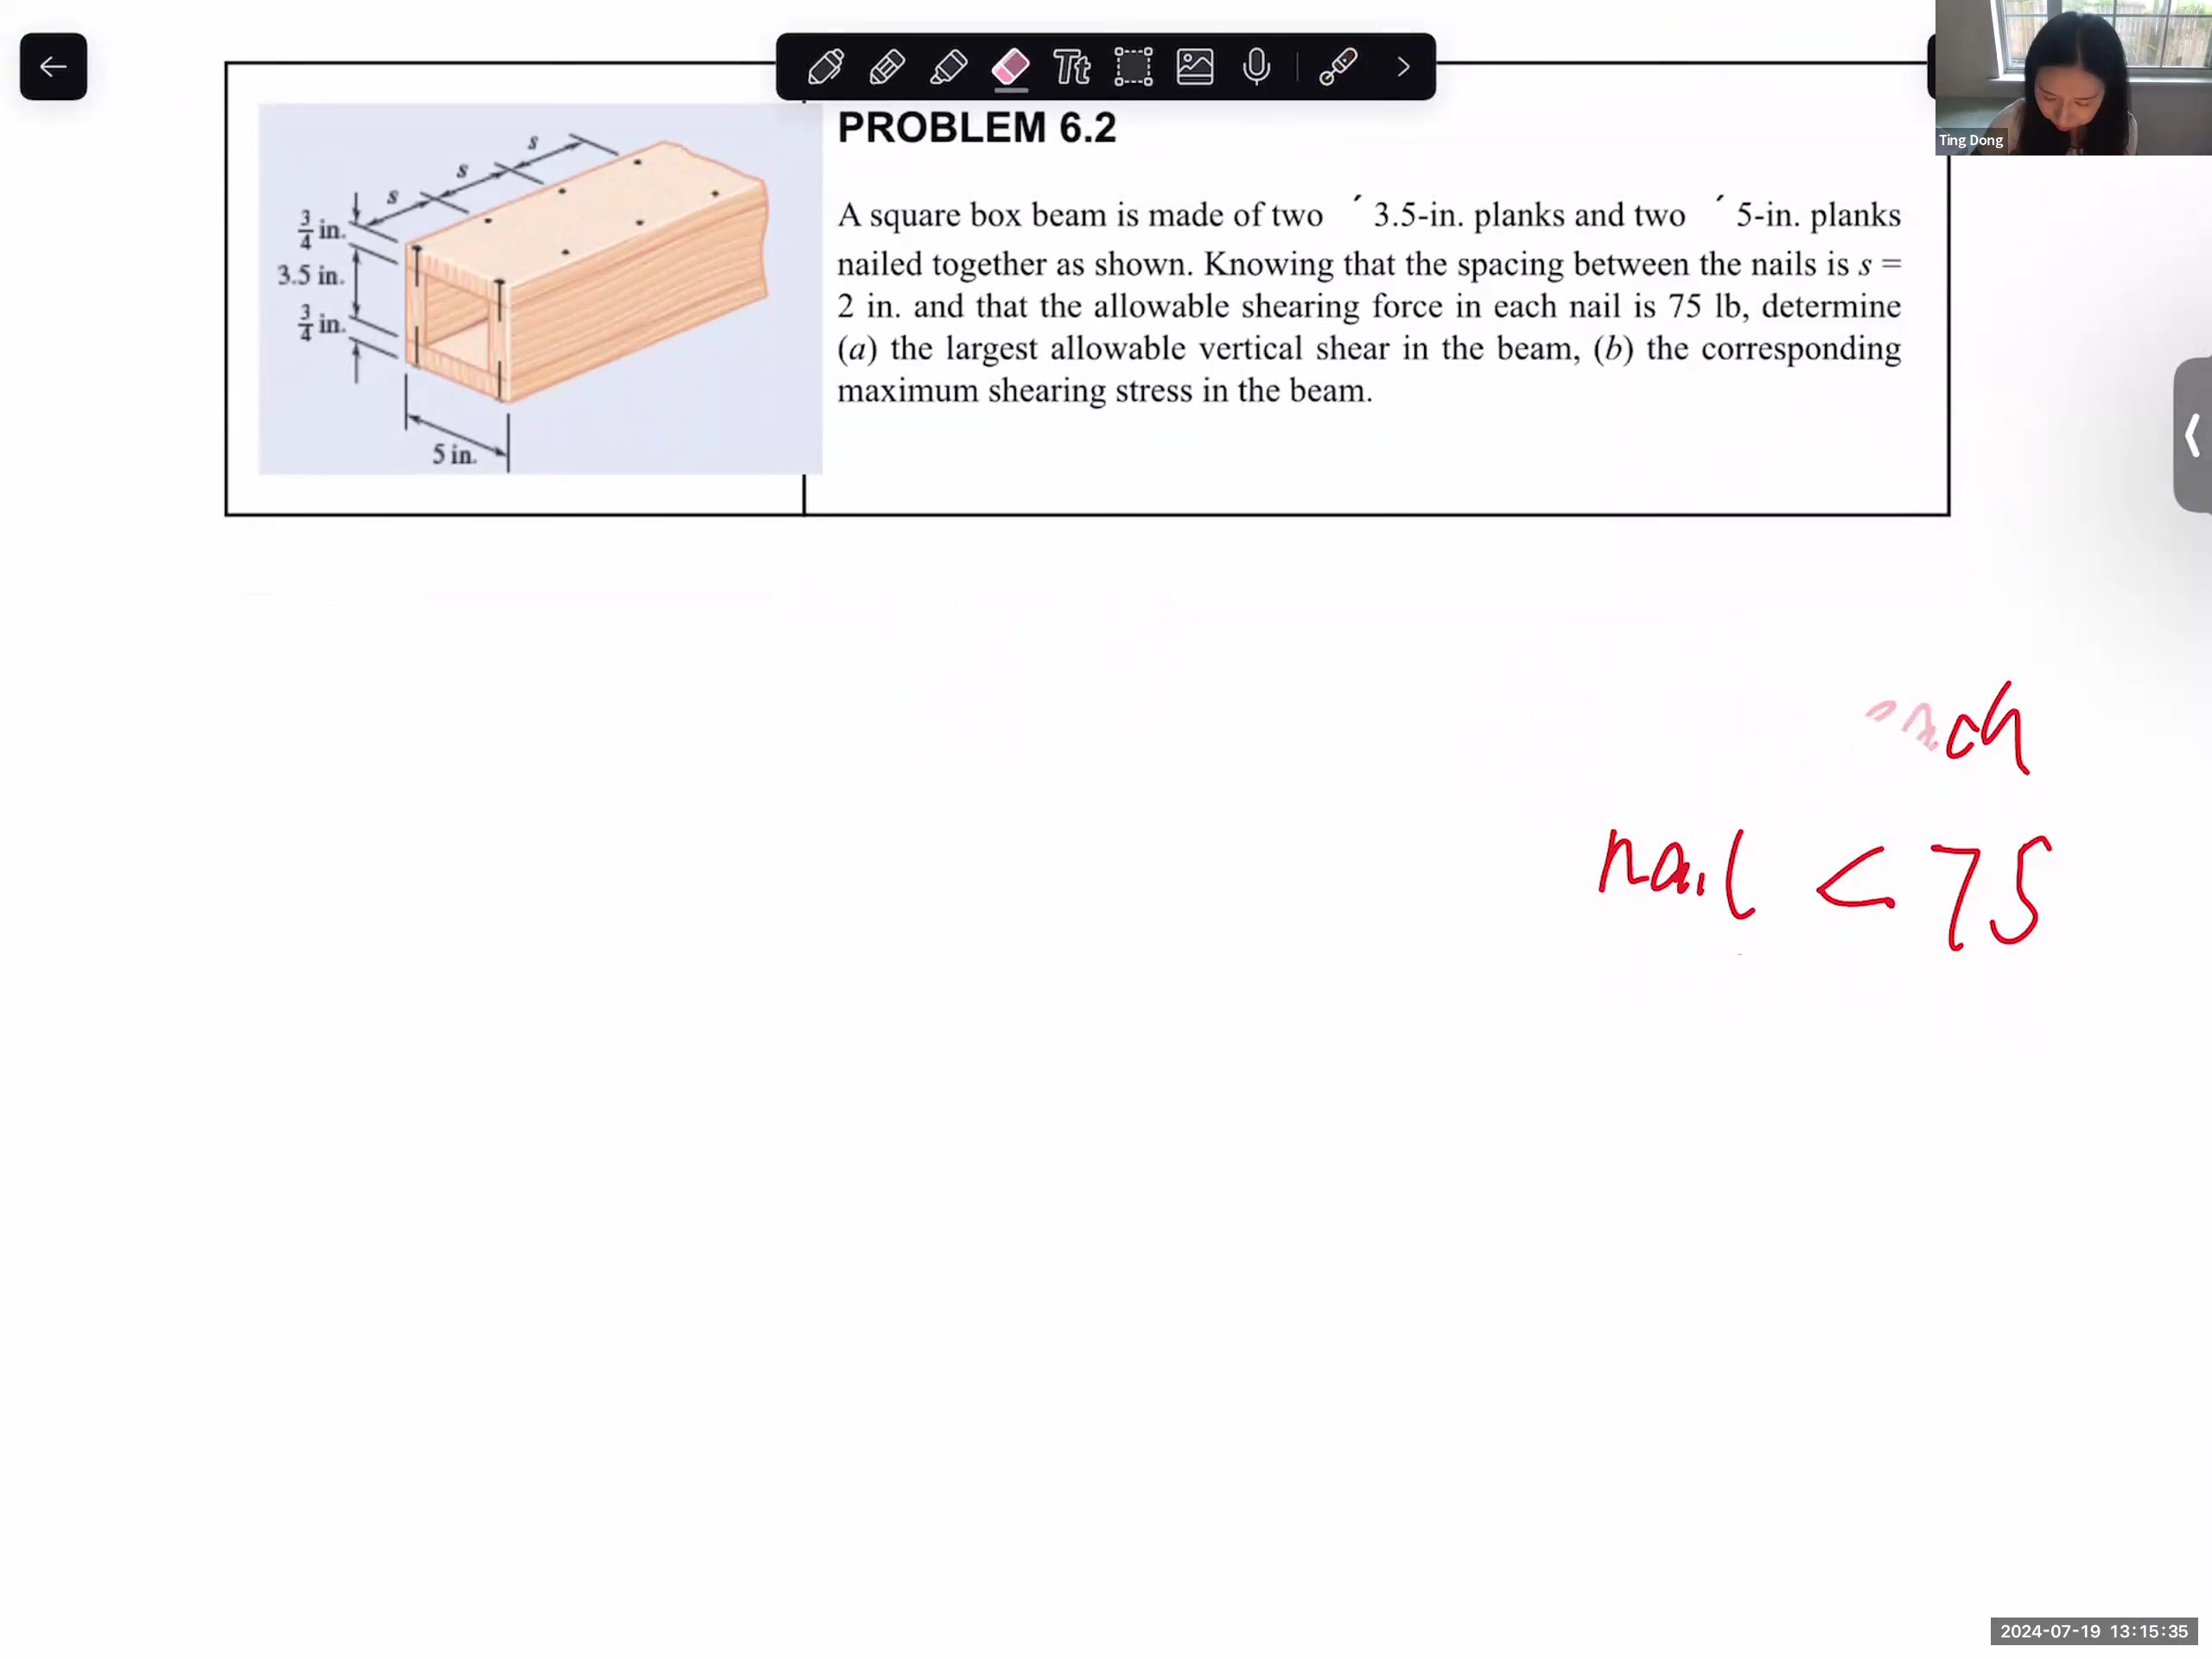 Tt
Ting Dong
PROBLEM 6.2
A square box beam is made of two ´ 3.5-in. planks and two ´ 5-in. planks
nailed together as shown. Knowing that the spacing between the nails is s =
2 in. and that the allowable shearing force in each nail is 75 lb, determine
(a) the largest allowable vertical shear in the beam, (b) the corresponding
maximum shearing stress in the beam.
s
s
s
3/4 in.
3.5 in.
3/4 in.
5 in.
nail < 75
2024-07-19 13:15:35